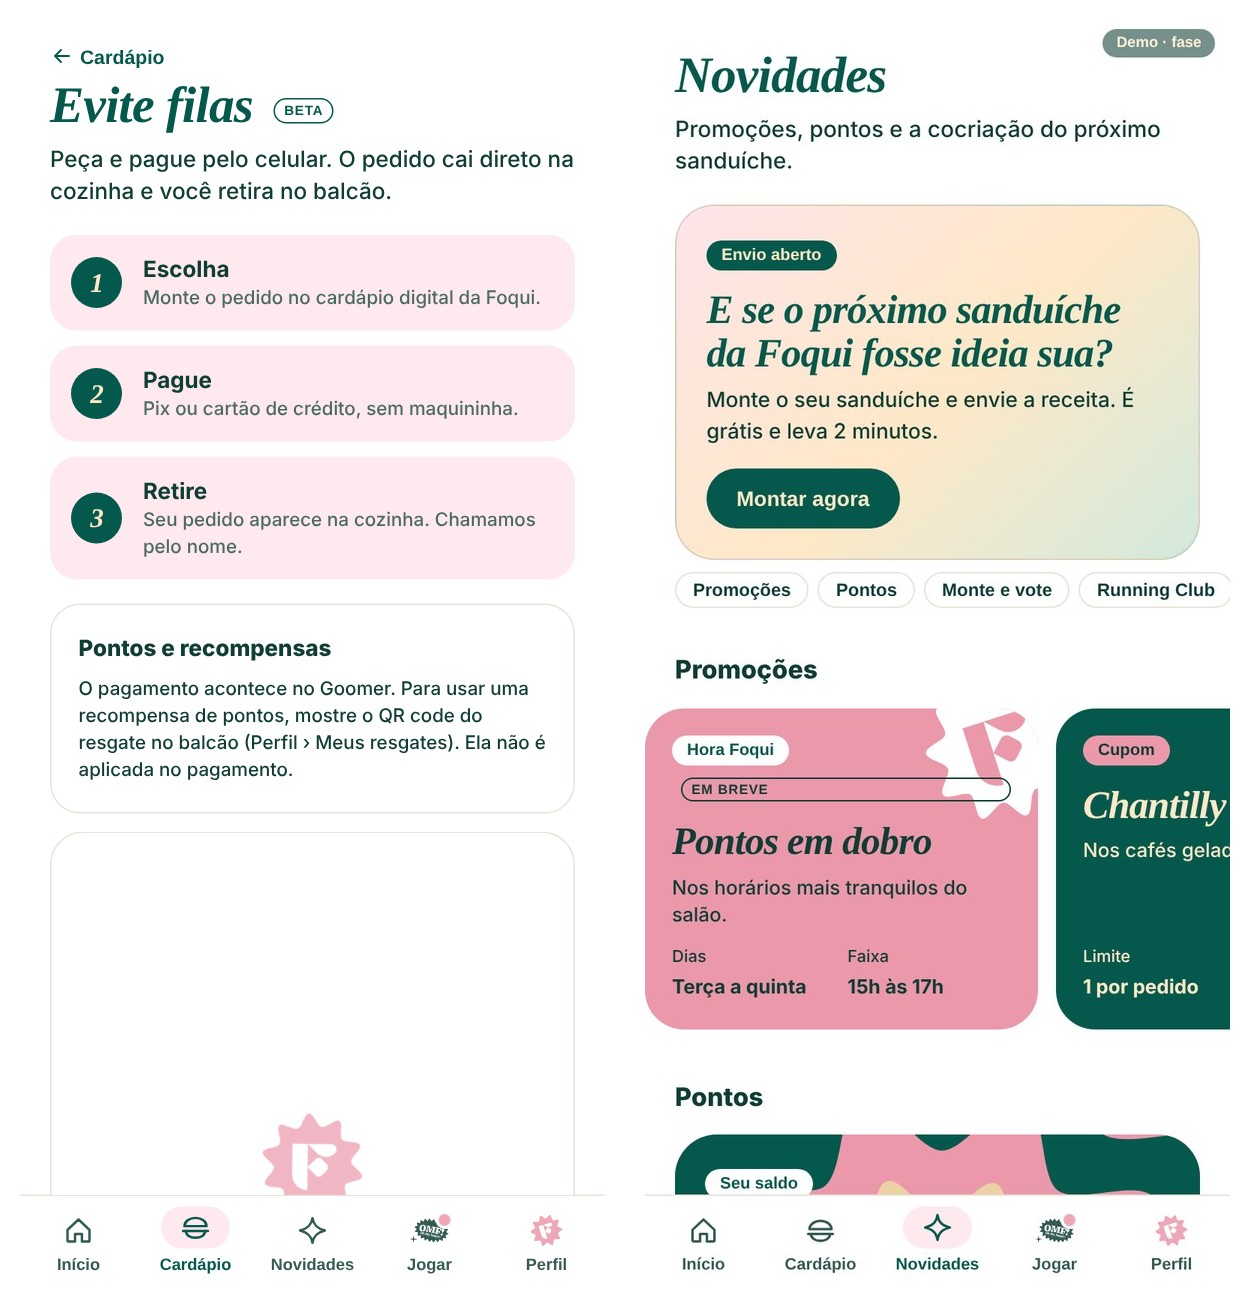 Cardápio
Evite filas
BETA
Peça e pague pelo celular. O pedido cai direto na
cozinha e você retira no balcão.
1
Escolha
Monte o pedido no cardápio digital da Foqui.
2
Pague
Pix ou cartão de crédito, sem maquininha.
3
Retire
Seu pedido aparece na cozinha. Chamamos
pelo nome.
Pontos e recompensas
O pagamento acontece no Goomer. Para usar uma
recompensa de pontos, mostre o QR code do
resgate no balcão (Perfil › Meus resgates). Ela não é
aplicada no pagamento.
Início
Cardápio
Novidades
Jogar
Perfil
Demo · fase
Novidades
Promoções, pontos e a cocriação do próximo
sanduíche.
Envio aberto
E se o próximo sanduíche
da Foqui fosse ideia sua?
Monte o seu sanduíche e envie a receita. É
grátis e leva 2 minutos.
Montar agora
Promoções
Pontos
Monte e vote
Running Club
Promoções
Hora Foqui
EM BREVE
Pontos em dobro
Nos horários mais tranquilos do
salão.
Dias
Faixa
Terça a quinta
15h às 17h
Cupom
Chantilly
Nos cafés gelad
Limite
1 por pedido
Pontos
Seu saldo
Início
Cardápio
Novidades
Jogar
Perfil